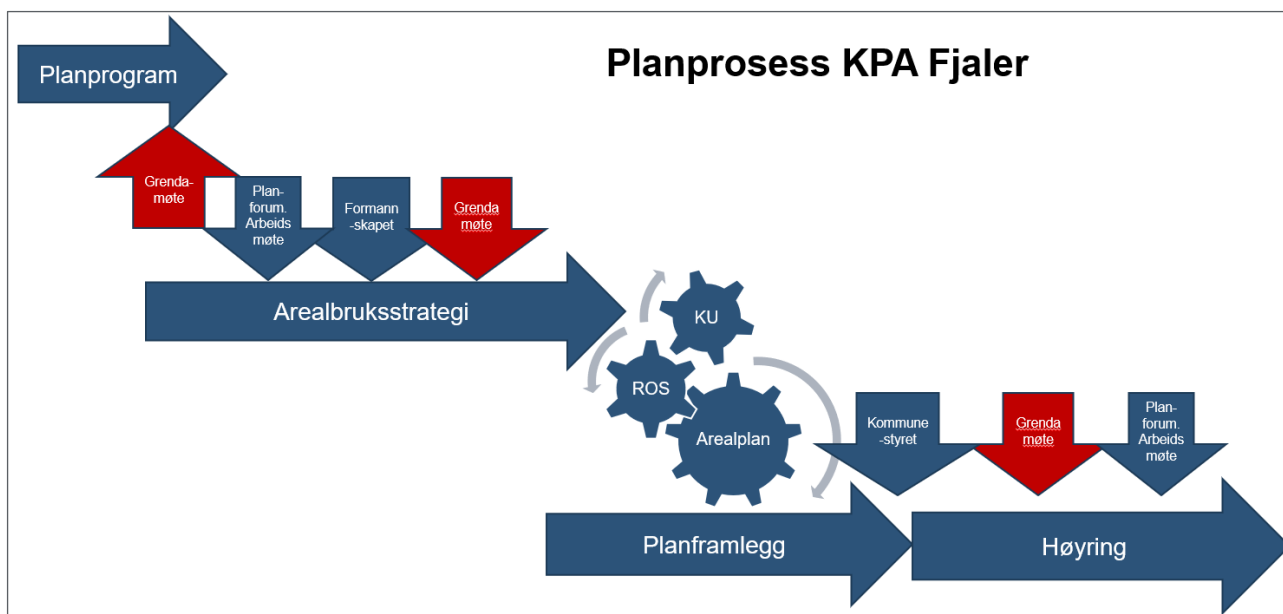 Planprosess KPA Fjaler
Planprogram
Grenda-
møte
Plan-
forum.
Arbeids
møte
Formann
-skapet
Grenda
møte
Arealbruksstrategi
KU
ROS
Arealplan
Kommune
-styret
Grenda
møte
Plan-
forum.
Arbeids
møte
Planframlegg
Høyring